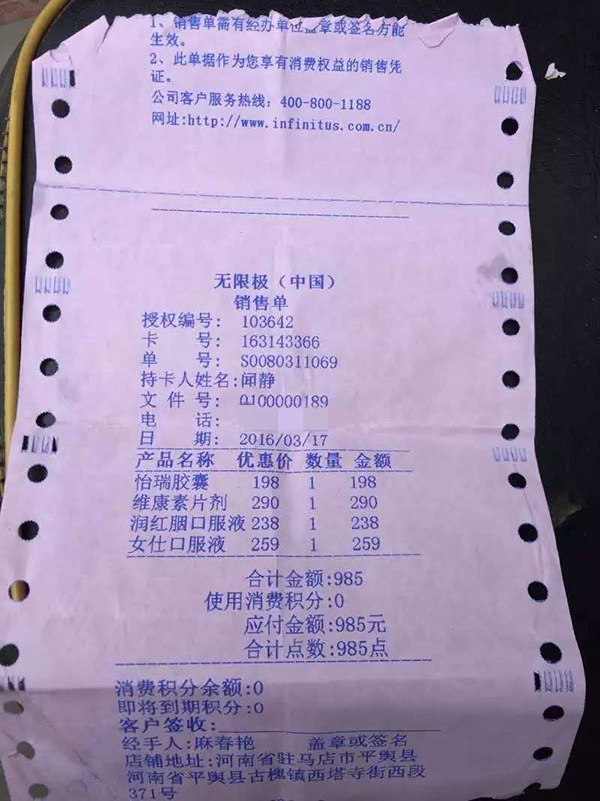 1、销售单需有经办单过盖章或签名方能
生效。
2、此单据作为您享有消费权益的销售凭
证。
公司客户服务热线：400-800-1188
网址:http://www.infinitus.com.cn/
无限极（中国）
销售单
授权编号: 103642
卡 号: 163143366
单 号: S0080311069
持卡人姓名:闻静
文 件 号: 0100000189
电 话:
日 期: 2016/03/17
产品名称 优惠价 数量 金额
怡瑞胶囊 198 1 198
维康素片剂 290 1 290
润红胭口服液 238 1 238
女仕口服液 259 1 259
合计金额:985
使用消费积分:0
应付金额:985元
合计点数:985点
消费积分余额:0
即将到期积分:0
客户签收:
经手人:麻春艳 盖章或签名
店铺地址:河南省驻马店市平舆县
河南省平舆县古槐镇西塔寺街西段
371号